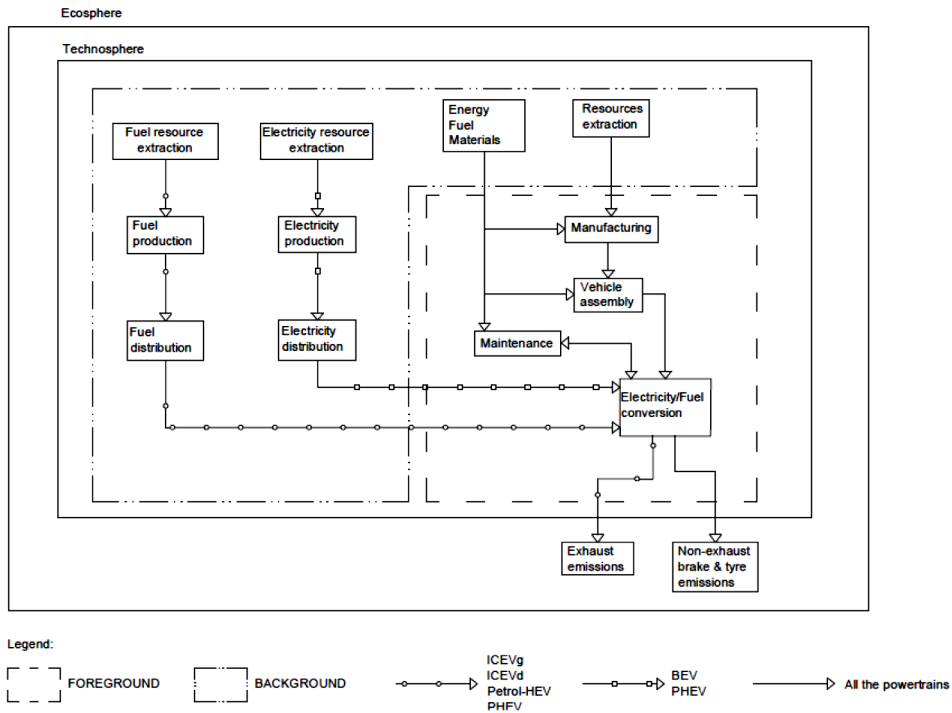 Ecosphere
Technosphere
Energy
Fuel
Materials
Resources
extraction
Fuel resource
extraction
Electricity resource
extraction
Fuel
production
Electricity
production
Manufacturing
Vehicle
assembly
Fuel
distribution
Electricity
distribution
Maintenance
Electricity/Fuel
conversion
Exhaust
emissions
Non-exhaust
brake & tyre
emissions
Legend:
FOREGROUND
BACKGROUND
ICEVg
ICEVd
Petrol-HEV
PHEV
BEV
PHEV
All the powertrains